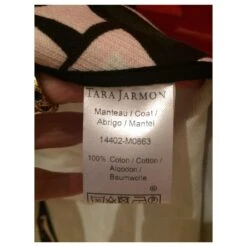 TARA JARMON
Manteau / Coat /
Abrigo / Mantel
14402-M0863
100% Coton / Cotton /
Algodon /
Baumwolle